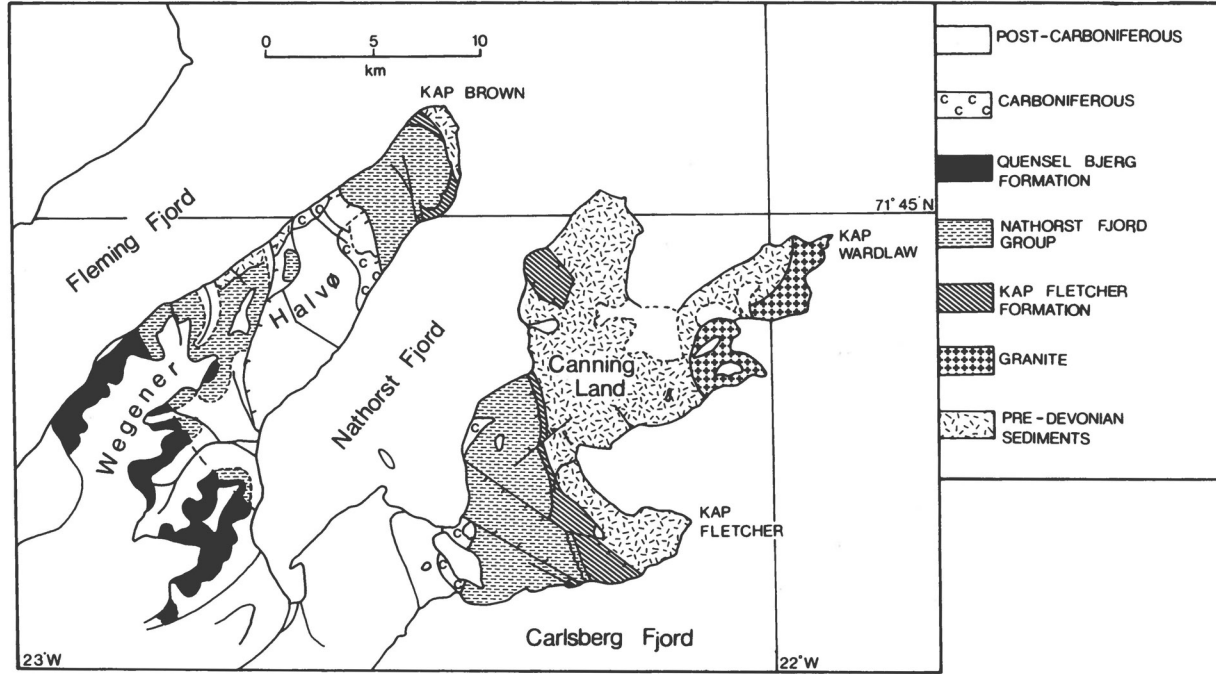 0 5 10
km
KAP BROWN
Fleming Fjord
71° 45' N
KAP
WARDLAW
Wegener Halvø
Nathorst Fjord
Canning
Land
KAP
FLETCHER
Carlsberg Fjord
23°W
22°W
C C
C
C
C
C
C
C
C
POST-CARBONIFEROUS
C C C
C C C
CARBONIFEROUS
QUENSEL BJERG
FORMATION
NATHORST FJORD
GROUP
KAP FLETCHER
FORMATION
GRANITE
PRE-DEVONIAN
SEDIMENTS